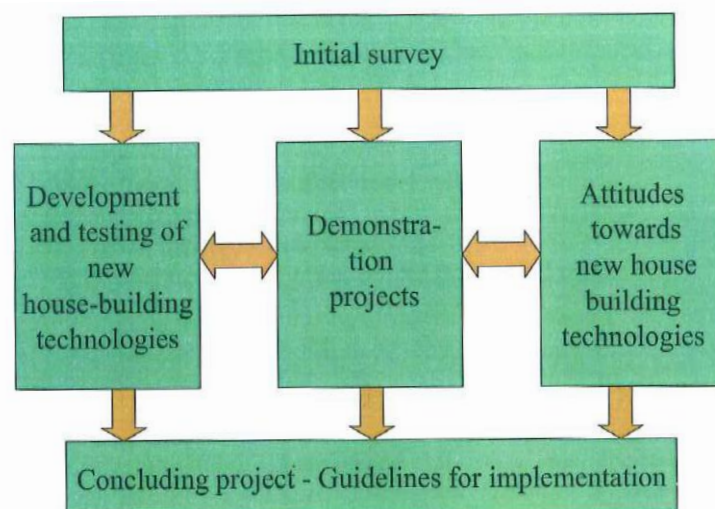 Initial survey
Development
and testing of
new
house-building
technologies
Demonstra-
tion
projects
Attitudes
towards
new house
building
technologies
Concluding project - Guidelines for implementation